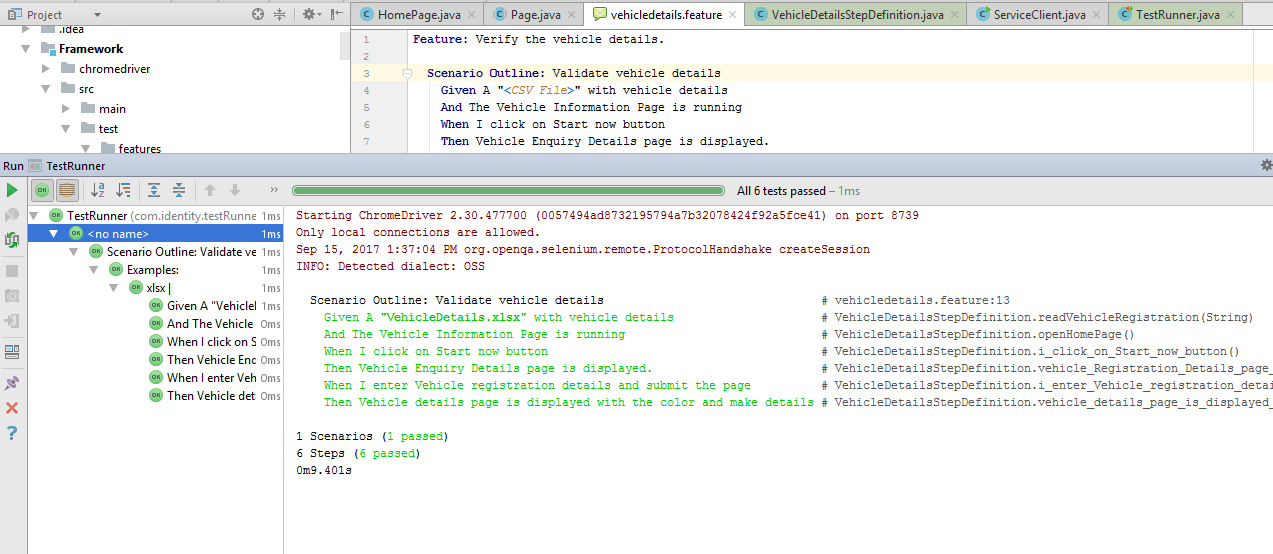 Project
HomePage.java
Page.java
vehicledetails.feature
VehicleDetailsStepDefinition.java
ServiceClient.java
TestRunner.java
.idea
Framework
chromedriver
src
main
test
features
1 Feature: Verify the vehicle details.
2
3 Scenario Outline: Validate vehicle details
4 Given A "<CSV File>" with vehicle details
5 And The Vehicle Information Page is running
6 When I click on Start now button
7 Then Vehicle Enquiry Details page is displayed.
Run TestRunner
All 6 tests passed – 1ms
TestRunner (com.identity.testRunne 1ms
<no name> 1ms
Scenario Outline: Validate ve 1ms
Examples: 1ms
xlsx | 1ms
Given A "Vehiclel 1ms
And The Vehicle 0ms
When I click on S 0ms
Then Vehicle Enc 0ms
When I enter Veh 0ms
Then Vehicle det 0ms
Starting ChromeDriver 2.30.477700 (0057494ad8732195794a7b32078424f92a5fce41) on port 8739
Only local connections are allowed.
Sep 15, 2017 1:37:04 PM org.openqa.selenium.remote.ProtocolHandshake createSession
INFO: Detected dialect: OSS
Scenario Outline: Validate vehicle details # vehicledetails.feature:13
Given A "VehicleDetails.xlsx" with vehicle details # VehicleDetailsStepDefinition.readVehicleRegistration(String)
And The Vehicle Information Page is running # VehicleDetailsStepDefinition.openHomePage()
When I click on Start now button # VehicleDetailsStepDefinition.i_click_on_Start_now_button()
Then Vehicle Enquiry Details page is displayed. # VehicleDetailsStepDefinition.vehicle_Registration_Details_page_
When I enter Vehicle registration details and submit the page # VehicleDetailsStepDefinition.i_enter_Vehicle_registration_detai
Then Vehicle details page is displayed with the color and make details # VehicleDetailsStepDefinition.vehicle_details_page_is_displayed_
1 Scenarios (1 passed)
6 Steps (6 passed)
0m9.401s